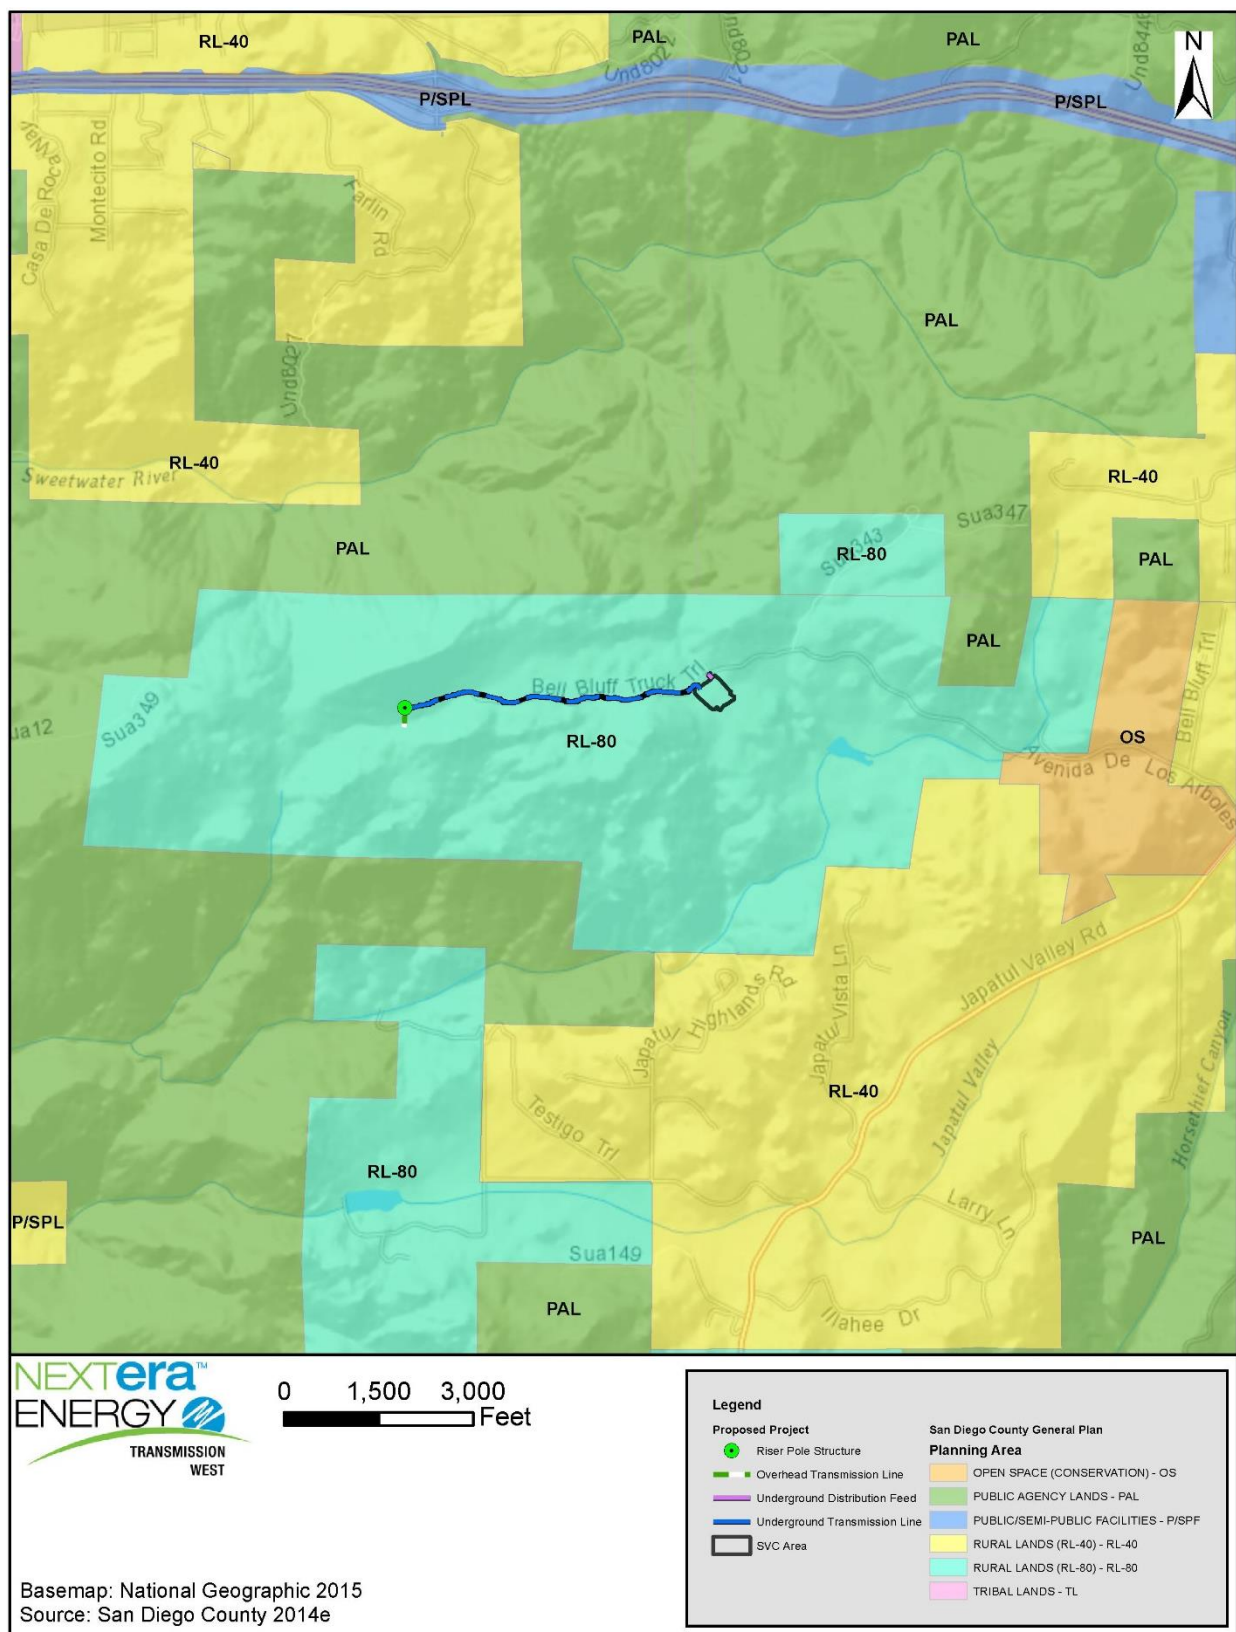 RL-40
PAL
Und8022
Und8021
PAL
Und8446
N
P/SPL
P/SPL
Casa De Roca
Montecito Rd
Farlin Rd
Und8027
PAL
RL-40
Sweetwater River
RL-40
PAL
Sua347
Sua343
RL-80
PAL
PAL
Sua349
Bell Bluff Truck Trl
Bell Bluff Trl
RL-80
OS
Avenida De Los Arboles
Japatul Highlands Rd
Japatul Vista Ln
Japatul Valley Rd
Japatul Valley
RL-40
Horsethief Canyon
Testigo Trl
RL-80
Larry Ln
P/SPL
Sua149
PAL
PAL
Illahee Dr
NEXTera™
ENERGY
TRANSMISSION
WEST
0 1,500 3,000
Feet
Legend
Proposed Project
Riser Pole Structure
Overhead Transmission Line
Underground Distribution Feed
Underground Transmission Line
SVC Area
San Diego County General Plan
Planning Area
OPEN SPACE (CONSERVATION) - OS
PUBLIC AGENCY LANDS - PAL
PUBLIC/SEMI-PUBLIC FACILITIES - P/SPF
RURAL LANDS (RL-40) - RL-40
RURAL LANDS (RL-80) - RL-80
TRIBAL LANDS - TL
Basemap: National Geographic 2015
Source: San Diego County 2014e